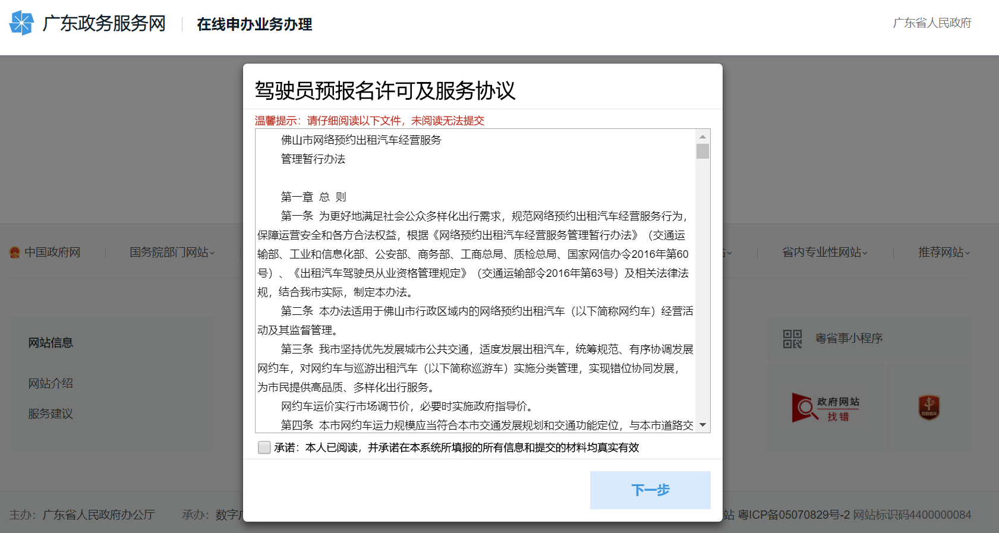 广东政务服务网
在线申办业务办理
广东省人民政府
驾驶员预报名许可及服务协议
温馨提示：请仔细阅读以下文件，未阅读无法提交
佛山市网络预约出租汽车经营服务
管理暂行办法
第一章 总 则
第一条 为更好地满足社会公众多样化出行需求，规范网络预约出租汽车经营服务行为，
保障运营安全和各方合法权益，根据《网络预约出租汽车经营服务管理暂行办法》（交通运
输部、工业和信息化部、公安部、商务部、工商总局、质检总局、国家网信办令2016年第60
号）、《出租汽车驾驶员从业资格管理规定》（交通运输部令2016年第63号）及相关法律法
规，结合我市实际，制定本办法。
第二条 本办法适用于佛山市行政区域内的网络预约出租汽车（以下简称网约车）经营活
动及其监督管理。
第三条 我市坚持优先发展城市公共交通，适度发展出租汽车，统筹规范、有序协调发展
网约车，对网约车与巡游出租汽车（以下简称巡游车）实施分类管理，实现错位协同发展，
为市民提供高品质、多样化出行服务。
网约车运价实行市场调节价，必要时实施政府指导价。
第四条 本市网约车运力规模应当符合本市交通发展规划和交通功能定位，与本市道路交
承诺：本人已阅读，并承诺在本系统所填报的所有信息和提交的材料均真实有效
下一步
中国政府网
国务院部门网站
省内专业性网站
推荐网站
网站信息
网站介绍
服务建议
粤省事小程序
政府网站
找错
党政机关
主办：广东省人民政府办公厅
承办：数字
站 粤ICP备05070829号-2 网站标识码4400000084